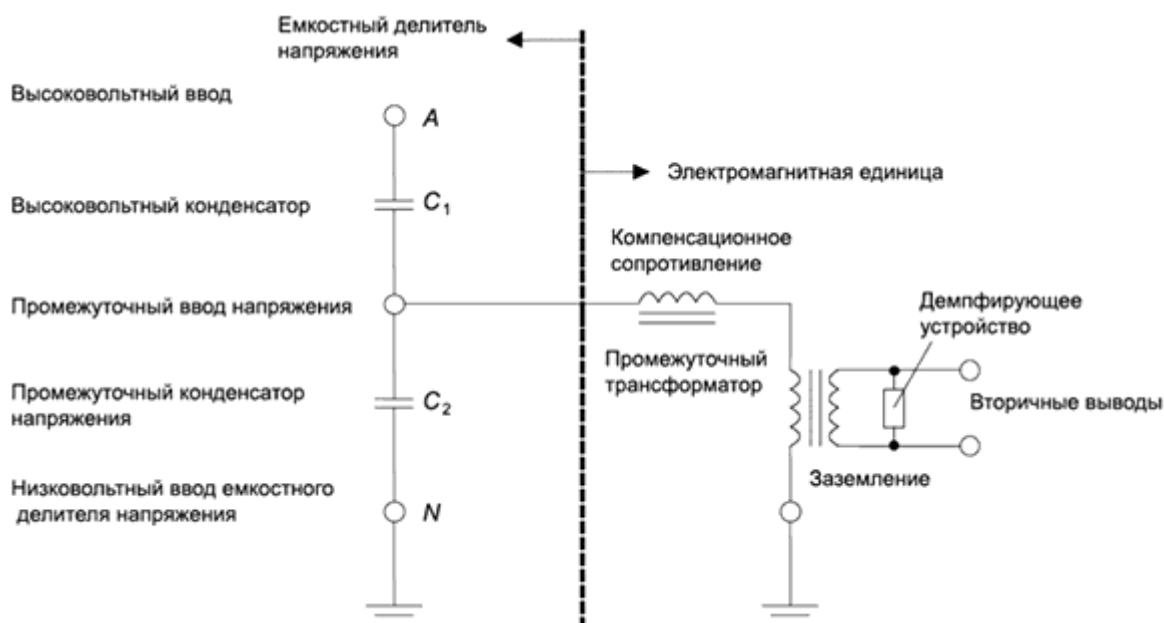 Емкостный делитель
напряжения
Высоковольтный ввод
A
Электромагнитная единица
Высоковольтный конденсатор
C1
Компенсационное
сопротивление
Промежуточный ввод напряжения
Демпфирующее
устройство
Промежуточный
трансформатор
Промежуточный конденсатор
напряжения
C2
Вторичные выводы
Заземление
Низковольтный ввод емкостного
делителя напряжения
N